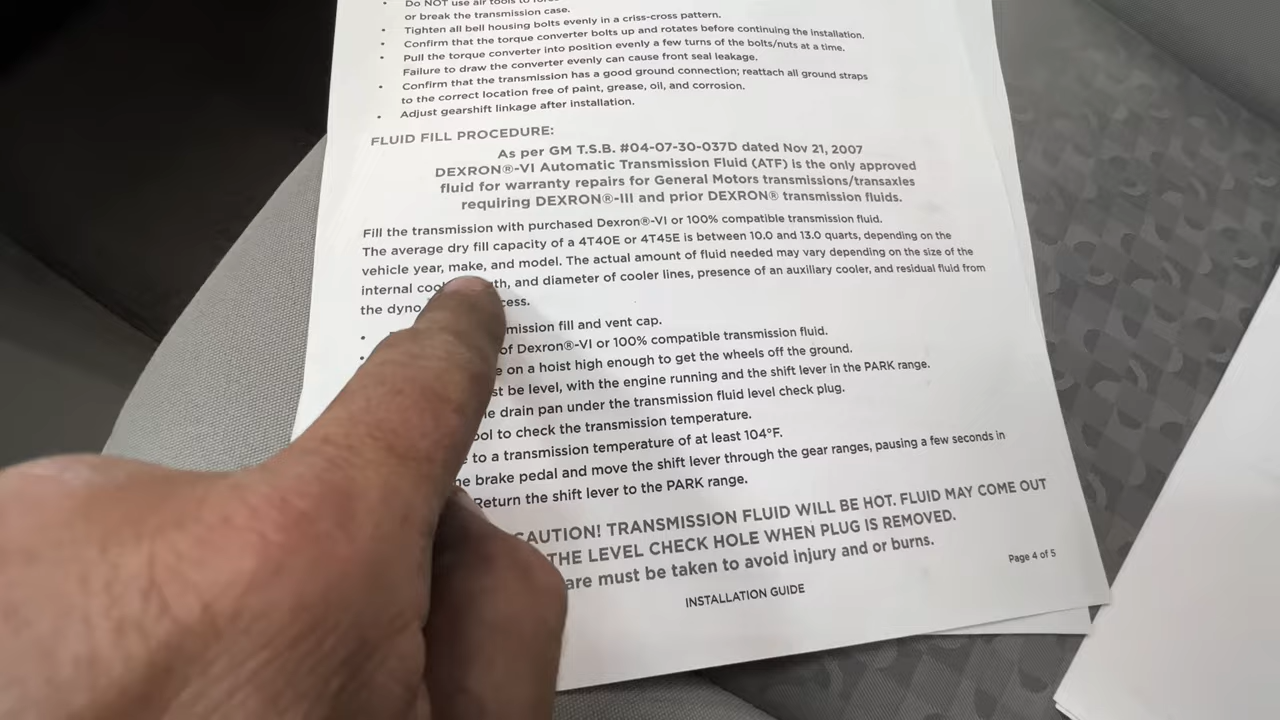 Do NOT use air tools to
or break the transmission case.
Tighten all bell housing bolts evenly in a criss-cross pattern.
Confirm that the torque converter bolts up and rotates before continuing the installation.
Pull the torque converter into position evenly a few turns of the bolts/nuts at a time.
Failure to draw the converter evenly can cause front seal leakage.
Confirm that the transmission has a good ground connection; reattach all ground straps
to the correct location free of paint, grease, oil, and corrosion.
Adjust gearshift linkage after installation.
FLUID FILL PROCEDURE:
As per GM T.S.B. #04-07-30-037D dated Nov 21, 2007
DEXRON®-VI Automatic Transmission Fluid (ATF) is the only approved
fluid for warranty repairs for General Motors transmissions/transaxles
requiring DEXRON®-III and prior DEXRON® transmission fluids.
Fill the transmission with purchased Dexron®-VI or 100% compatible transmission fluid.
The average dry fill capacity of a 4T40E or 4T45E is between 10.0 and 13.0 quarts, depending on the
vehicle year, make, and model. The actual amount of fluid needed may vary depending on the size of the
internal and diameter of cooler lines, presence of an auxiliary cooler, and residual fluid from
the dyno
fill and vent cap.
of Dexron®-VI or 100% compatible transmission fluid.
on a hoist high enough to get the wheels off the ground.
be level, with the engine running and the shift lever in the PARK range.
drain pan under the transmission fluid level check plug.
to check the transmission temperature.
to a transmission temperature of at least 104°F.
brake pedal and move the shift lever through the gear ranges, pausing a few seconds in
Return the shift lever to the PARK range.
CAUTION! TRANSMISSION FLUID WILL BE HOT. FLUID MAY COME OUT
THE LEVEL CHECK HOLE WHEN PLUG IS REMOVED.
must be taken to avoid injury and or burns.
Page 4 of 5
INSTALLATION GUIDE